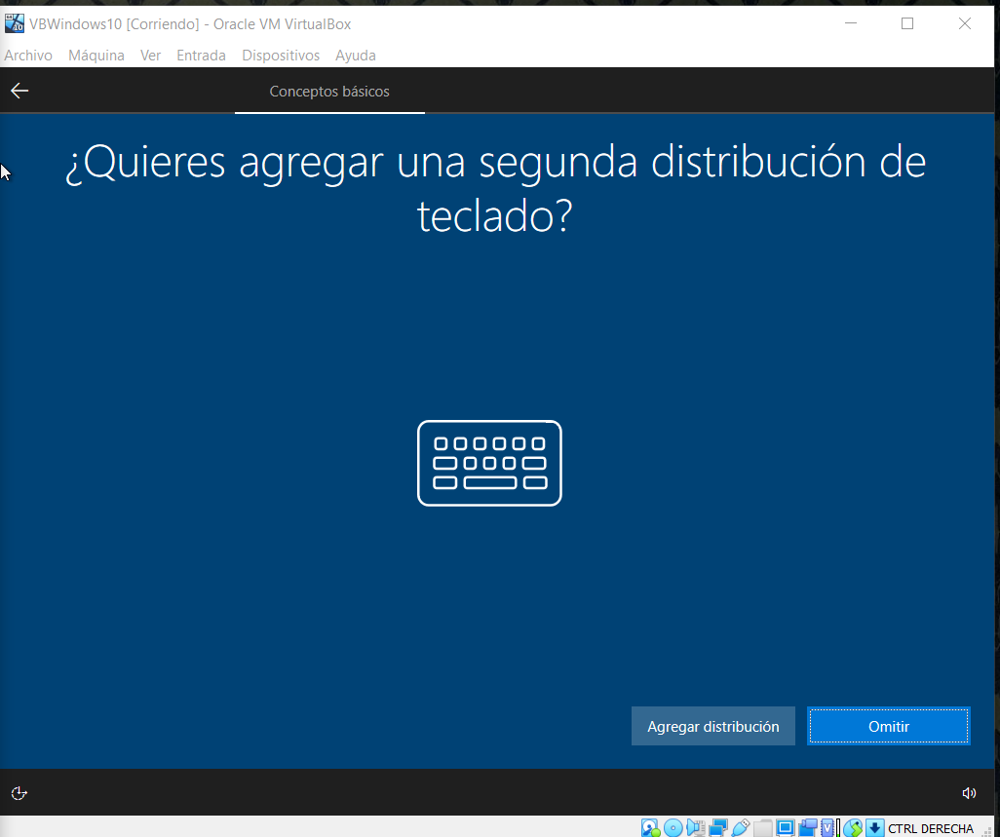 VBWindows10 [Corriendo] - Oracle VM VirtualBox
Archivo Máquina Ver Entrada Dispositivos Ayuda
Conceptos básicos
¿Quieres agregar una segunda distribución de
teclado?
Agregar distribución Omitir
CTRL DERECHA